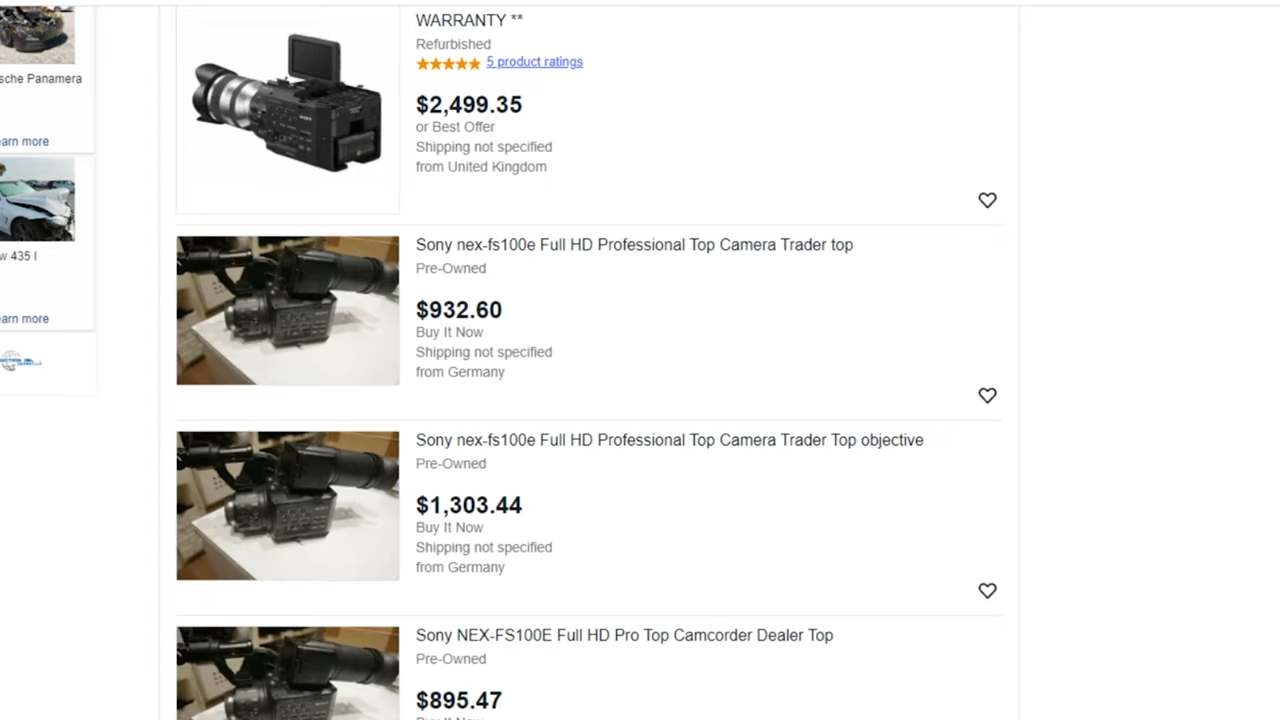 WARRANTY **
Refurbished
5 product ratings
$2,499.35
or Best Offer
Shipping not specified
from United Kingdom
sche Panamera
earn more
w 435 I
earn more
Sony nex-fs100e Full HD Professional Top Camera Trader top
Pre-Owned
$932.60
Buy It Now
Shipping not specified
from Germany
Sony nex-fs100e Full HD Professional Top Camera Trader Top objective
Pre-Owned
$1,303.44
Buy It Now
Shipping not specified
from Germany
Sony NEX-FS100E Full HD Pro Top Camcorder Dealer Top
Pre-Owned
$895.47